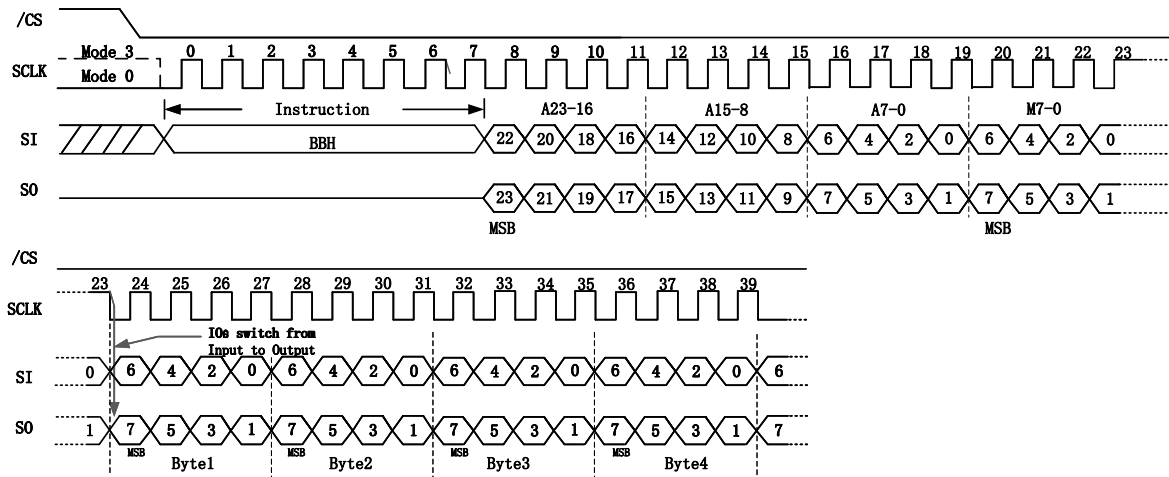 /CS
Mode 3 0 1 2 3 4 5 6 7 8 9 10 11 12 13 14 15 16 17 18 19 20 21 22 23
SCLK Mode 0
Instruction A23-16 A15-8 A7-0 M7-0
SI BBH 22 20 18 16 14 12 10 8 6 4 2 0 6 4 2 0
SO 23 21 19 17 15 13 11 9 7 5 3 1 7 5 3 1
MSB MSB
/CS
23 24 25 26 27 28 29 30 31 32 33 34 35 36 37 38 39
SCLK
IOs switch from
Input to Output
SI 0 6 4 2 0 6 4 2 0 6 4 2 0 6 4 2 0 6
SO 1 7 5 3 1 7 5 3 1 7 5 3 1 7 5 3 1 7
MSB MSB MSB MSB
Byte1 Byte2 Byte3 Byte4